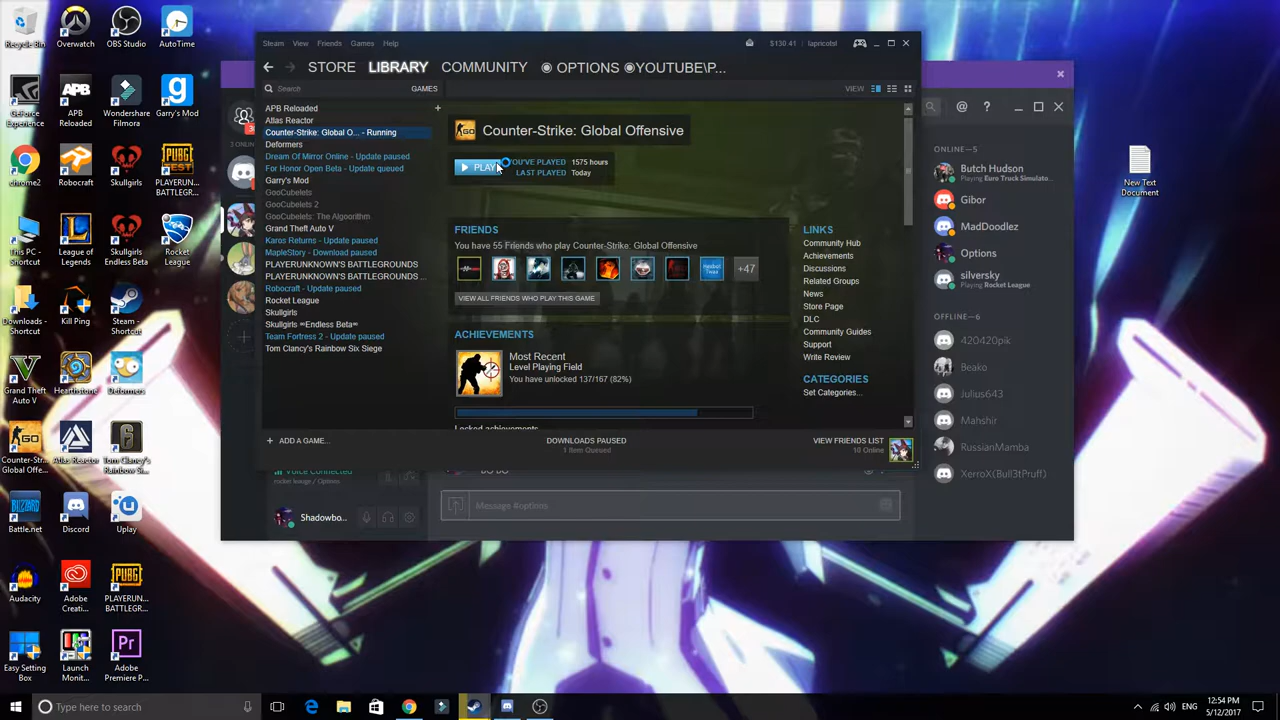 Recycle Bin
Overwatch
OBS Studio
AutoTime
GeForce
Experience
APB
Reloaded
Wondershare
Filmora
Garry's Mod
chrome2
Robocraft
Skullgirls
PLAYERUN...
BATTLEGR...
This PC -
Shortcut
League of
Legends
Skullgirls
Endless Beta
Rocket
League
Downloads -
Shortcut
Kill Ping
Steam -
Shortcut
Grand Theft
Auto V
Hearthstone
Deformers
Counter-Str...
Global Offe...
Atlas Reactor
Tom Clancy's
Rainbow Si...
Battle.net
Discord
Uplay
Audacity
Adobe
Creati...
PLAYERUN...
BATTLEGR...
Easy Setting
Box
Launch
Monit...
Adobe
Premiere P...
Steam View Friends Games Help
$130.41 lapricotsl
STORE LIBRARY COMMUNITY ◉ OPTIONS ◉YOUTUBE\P...
Search GAMES
VIEW
APB Reloaded
Atlas Reactor
Counter-Strike: Global O... - Running
Deformers
Dream Of Mirror Online - Update paused
For Honor Open Beta - Update queued
Garry's Mod
GooCubelets
GooCubelets 2
GooCubelets: The Algoorithm
Grand Theft Auto V
Karos Returns - Update paused
MapleStory - Download paused
PLAYERUNKNOWN'S BATTLEGROUNDS
PLAYERUNKNOWN'S BATTLEGROUNDS ...
Robocraft - Update paused
Rocket League
Skullgirls
Skullgirls ∞Endless Beta∞
Team Fortress 2 - Update paused
Tom Clancy's Rainbow Six Siege
+ ADD A GAME...
Counter-Strike: Global Offensive
PLAY
YOU'VE PLAYED 1575 hours
LAST PLAYED Today
FRIENDS
You have 55 Friends who play Counter-Strike: Global Offensive
+47
VIEW ALL FRIENDS WHO PLAY THIS GAME
ACHIEVEMENTS
Most Recent
Level Playing Field
You have unlocked 137/167 (82%)
Locked achievements
LINKS
Community Hub
Achievements
Discussions
Related Groups
News
Store Page
DLC
Community Guides
Support
Write Review
CATEGORIES
Set Categories...
DOWNLOADS PAUSED
1 Item Queued
VIEW FRIENDS LIST
18 Online
3 ONLINE
Voice Connected
rocket leauge / Options
Shadowbo...
Message #options
ONLINE—5
Butch Hudson
Playing Euro Truck Simulato...
Gibor
MadDoodlez
Options
silversky
Playing Rocket League
OFFLINE—6
420420pik
Beako
Julius643
Mahshir
RussianMamba
XerroX(Bull3tPruff)
New Text
Document
Type here to search
12:54 PM
5/12/2017